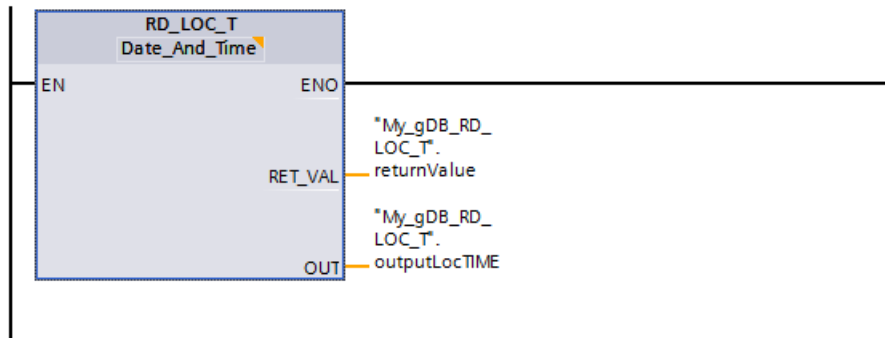 RD_LOC_T
Date_And_Time
EN
ENO
"My_gDB_RD_
LOC_T".
RET_VAL
returnValue
"My_gDB_RD_
LOC_T".
OUT
outputLocTIME